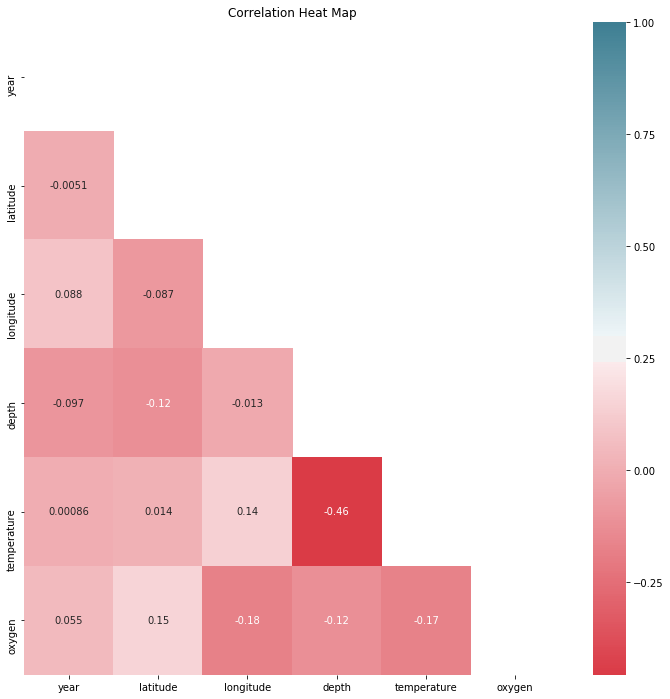 Correlation Heat Map
year
latitude
-0.0051
longitude
0.088 -0.087
depth
-0.097 -0.12 -0.013
temperature
0.00086 0.014 0.14 -0.46
oxygen
0.055 0.15 -0.18 -0.12 -0.17
year latitude longitude depth temperature oxygen
1.00
0.75
0.50
0.25
0.00
−0.25